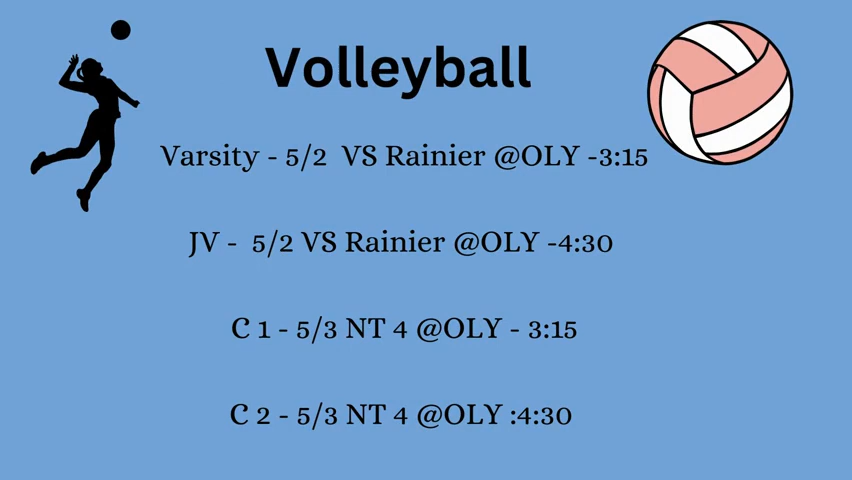 Volleyball
Varsity - 5/2  VS Rainier @OLY -3:15
JV -  5/2 VS Rainier @OLY -4:30
C 1 - 5/3 NT 4 @OLY - 3:15
C 2 - 5/3 NT 4 @OLY :4:30